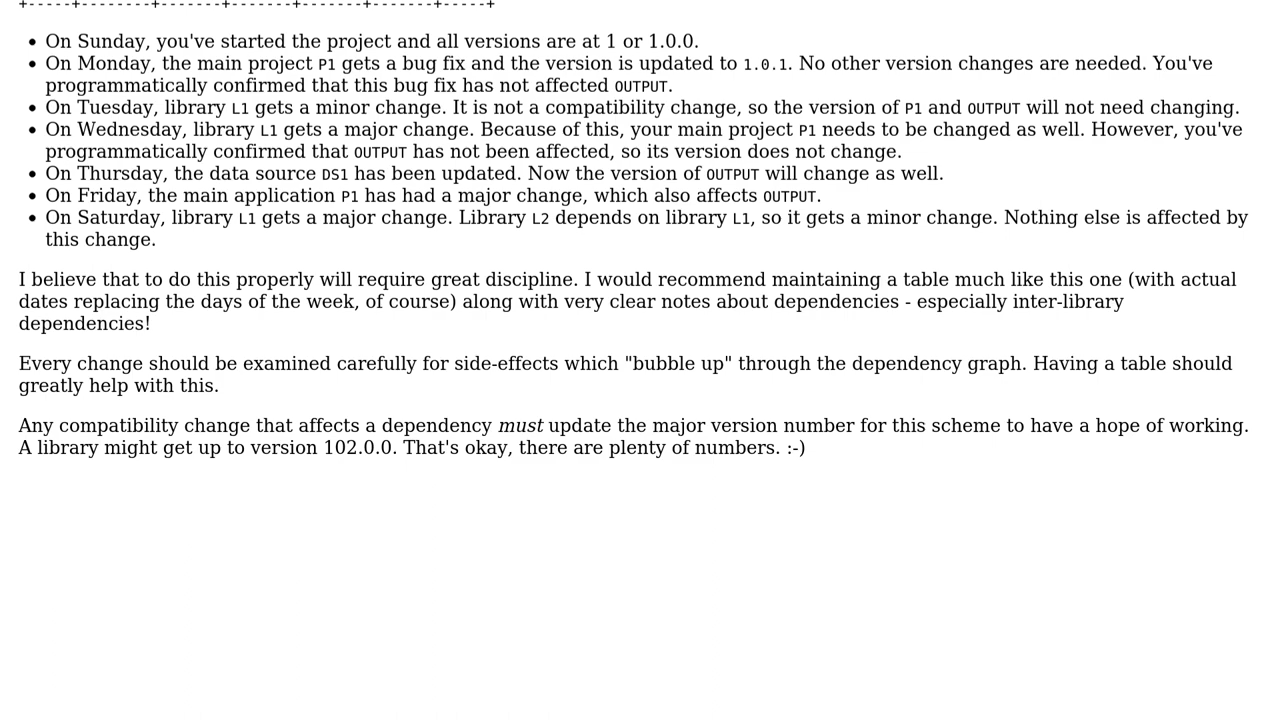 +-----+--------+-------+-------+-------+-------+-----+
• On Sunday, you've started the project and all versions are at 1 or 1.0.0.
• On Monday, the main project P1 gets a bug fix and the version is updated to 1.0.1. No other version changes are needed. You've
programmatically confirmed that this bug fix has not affected OUTPUT.
• On Tuesday, library L1 gets a minor change. It is not a compatibility change, so the version of P1 and OUTPUT will not need changing.
• On Wednesday, library L1 gets a major change. Because of this, your main project P1 needs to be changed as well. However, you've
programmatically confirmed that OUTPUT has not been affected, so its version does not change.
• On Thursday, the data source DS1 has been updated. Now the version of OUTPUT will change as well.
• On Friday, the main application P1 has had a major change, which also affects OUTPUT.
• On Saturday, library L1 gets a major change. Library L2 depends on library L1, so it gets a minor change. Nothing else is affected by
this change.
I believe that to do this properly will require great discipline. I would recommend maintaining a table much like this one (with actual
dates replacing the days of the week, of course) along with very clear notes about dependencies - especially inter-library
dependencies!
Every change should be examined carefully for side-effects which "bubble up" through the dependency graph. Having a table should
greatly help with this.
Any compatibility change that affects a dependency must update the major version number for this scheme to have a hope of working.
A library might get up to version 102.0.0. That's okay, there are plenty of numbers. :-)